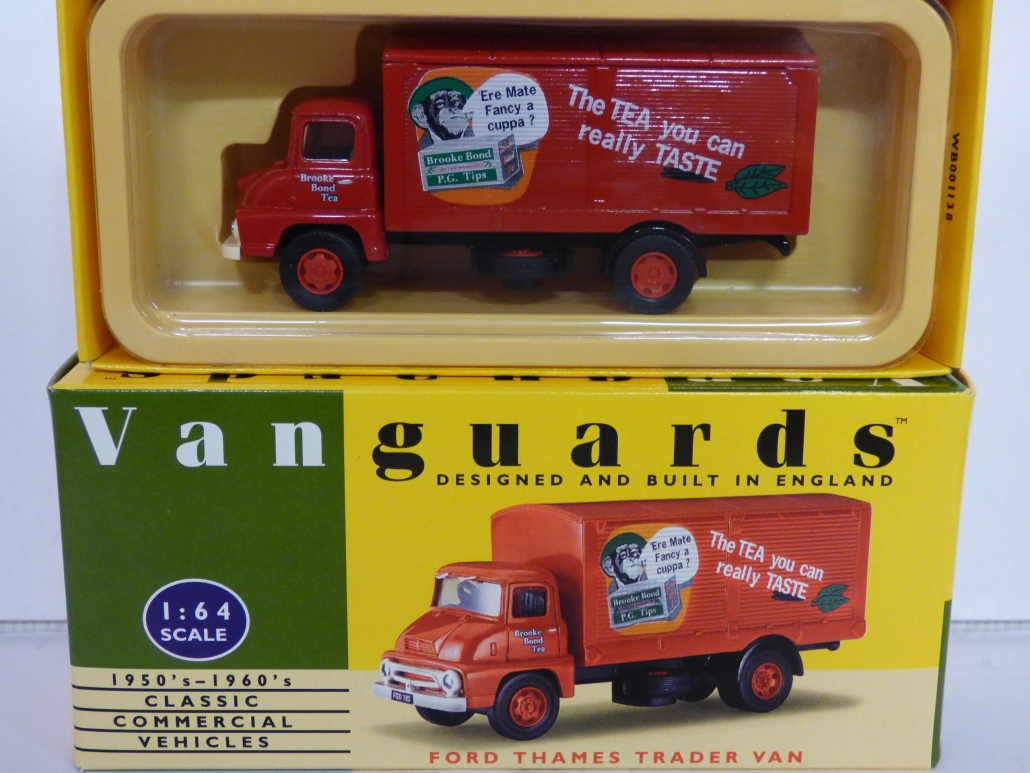 'Ere Mate
Fancy a
cuppa ?
The TEA you can
really TASTE
Brooke Bond
P.G. Tips
Brooke
Bond
Tea
WB001138
Vanguards™
DESIGNED AND BUILT IN ENGLAND
'Ere Mate
Fancy a
cuppa ?
The TEA you can
really TASTE
Brooke Bond
P.G. Tips
Brooke
Bond
Tea
1:64
SCALE
1950's–1960's
CLASSIC
COMMERCIAL
VEHICLES
FORD THAMES TRADER VAN